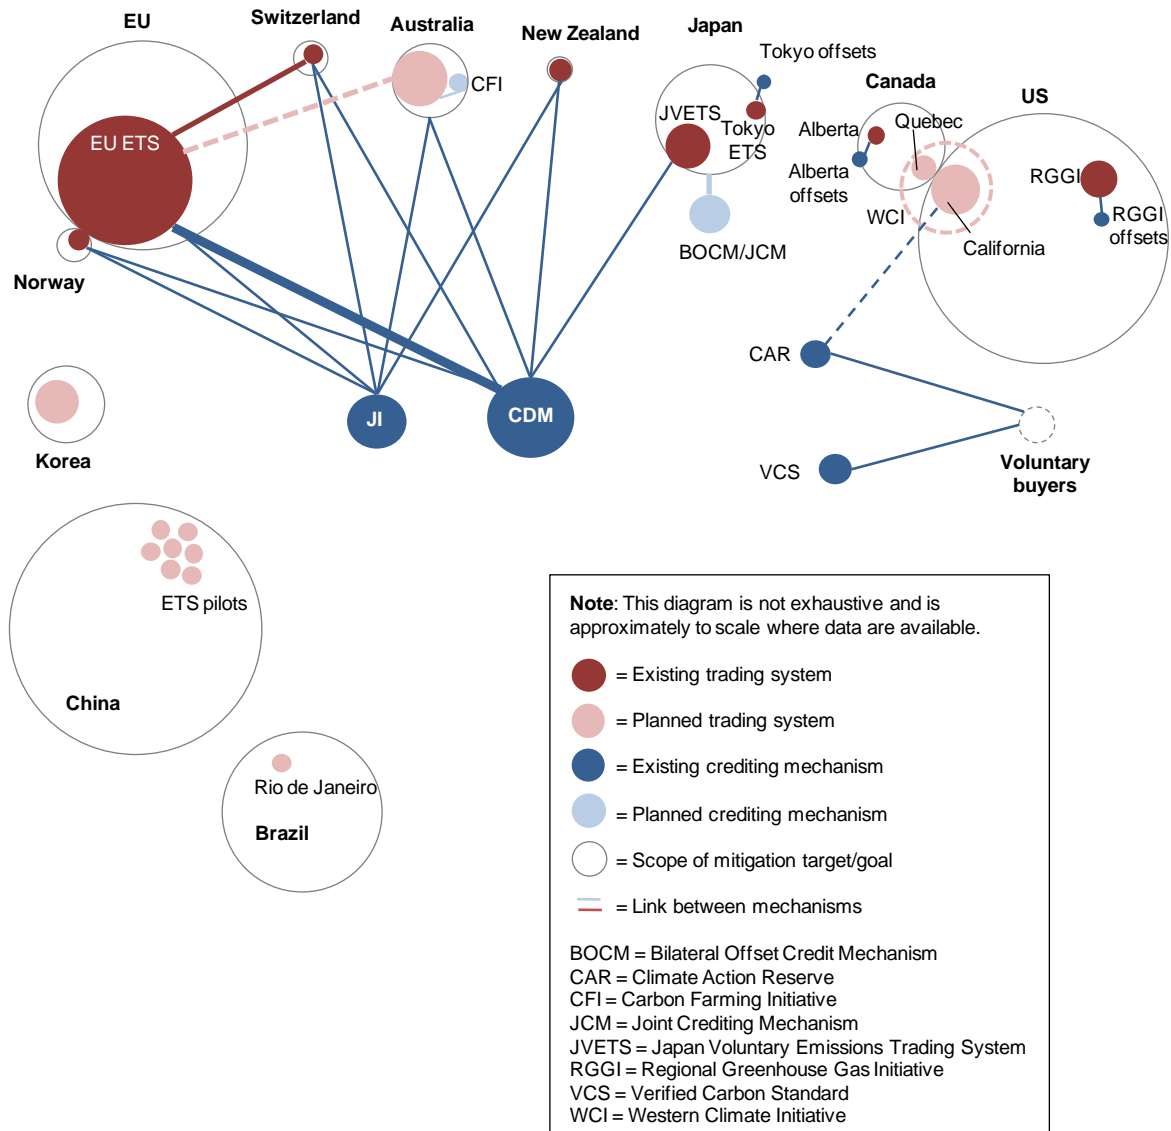 EU
Switzerland
Australia
New Zealand
Japan
Tokyo offsets
Canada
US
CFI
JVETS
Tokyo
ETS
Alberta
Quebec
EU ETS
Alberta
offsets
RGGI
WCI
RGGI
offsets
California
BOCM/JCM
Norway
CAR
JI
CDM
Korea
VCS
Voluntary
buyers
ETS pilots
China
Rio de Janeiro
Brazil
Note: This diagram is not exhaustive and is
approximately to scale where data are available.
= Existing trading system
= Planned trading system
= Existing crediting mechanism
= Planned crediting mechanism
= Scope of mitigation target/goal
= Link between mechanisms
BOCM = Bilateral Offset Credit Mechanism
CAR = Climate Action Reserve
CFI = Carbon Farming Initiative
JCM = Joint Crediting Mechanism
JVETS = Japan Voluntary Emissions Trading System
RGGI = Regional Greenhouse Gas Initiative
VCS = Verified Carbon Standard
WCI = Western Climate Initiative